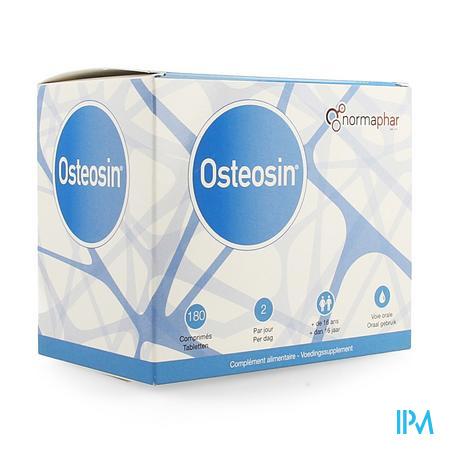 Osteosin®
Osteosin®
normaphar
180
Comprimés
Tabletten
2
Par jour
Per dag
+ de 16 ans
+ dan 16 jaar
Voie orale
Oraal gebruik
Complément alimentaire - Voedingssupplement
IPM